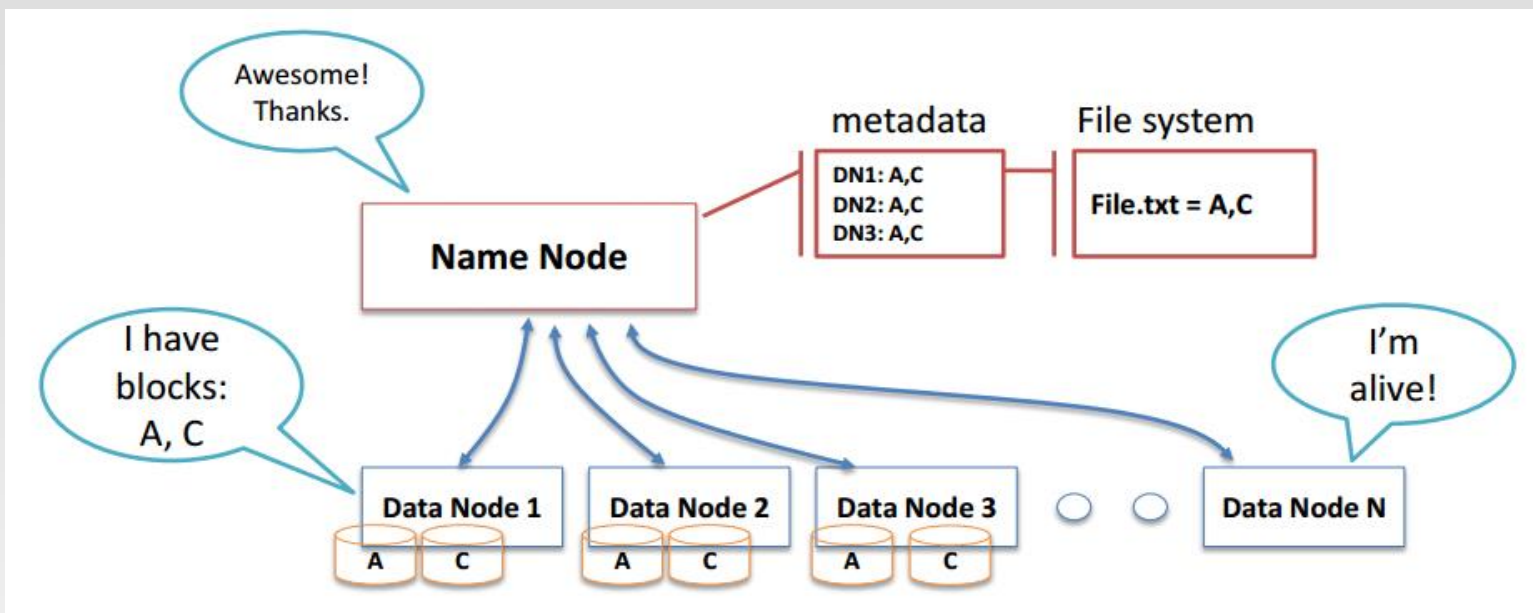 Awesome!
Thanks.
metadata
File system
DN1: A,C
DN2: A,C
DN3: A,C
File.txt = A,C
Name Node
I have
blocks:
A, C
I’m
alive!
Data Node 1
Data Node 2
Data Node 3
Data Node N
A
C
A
C
A
C